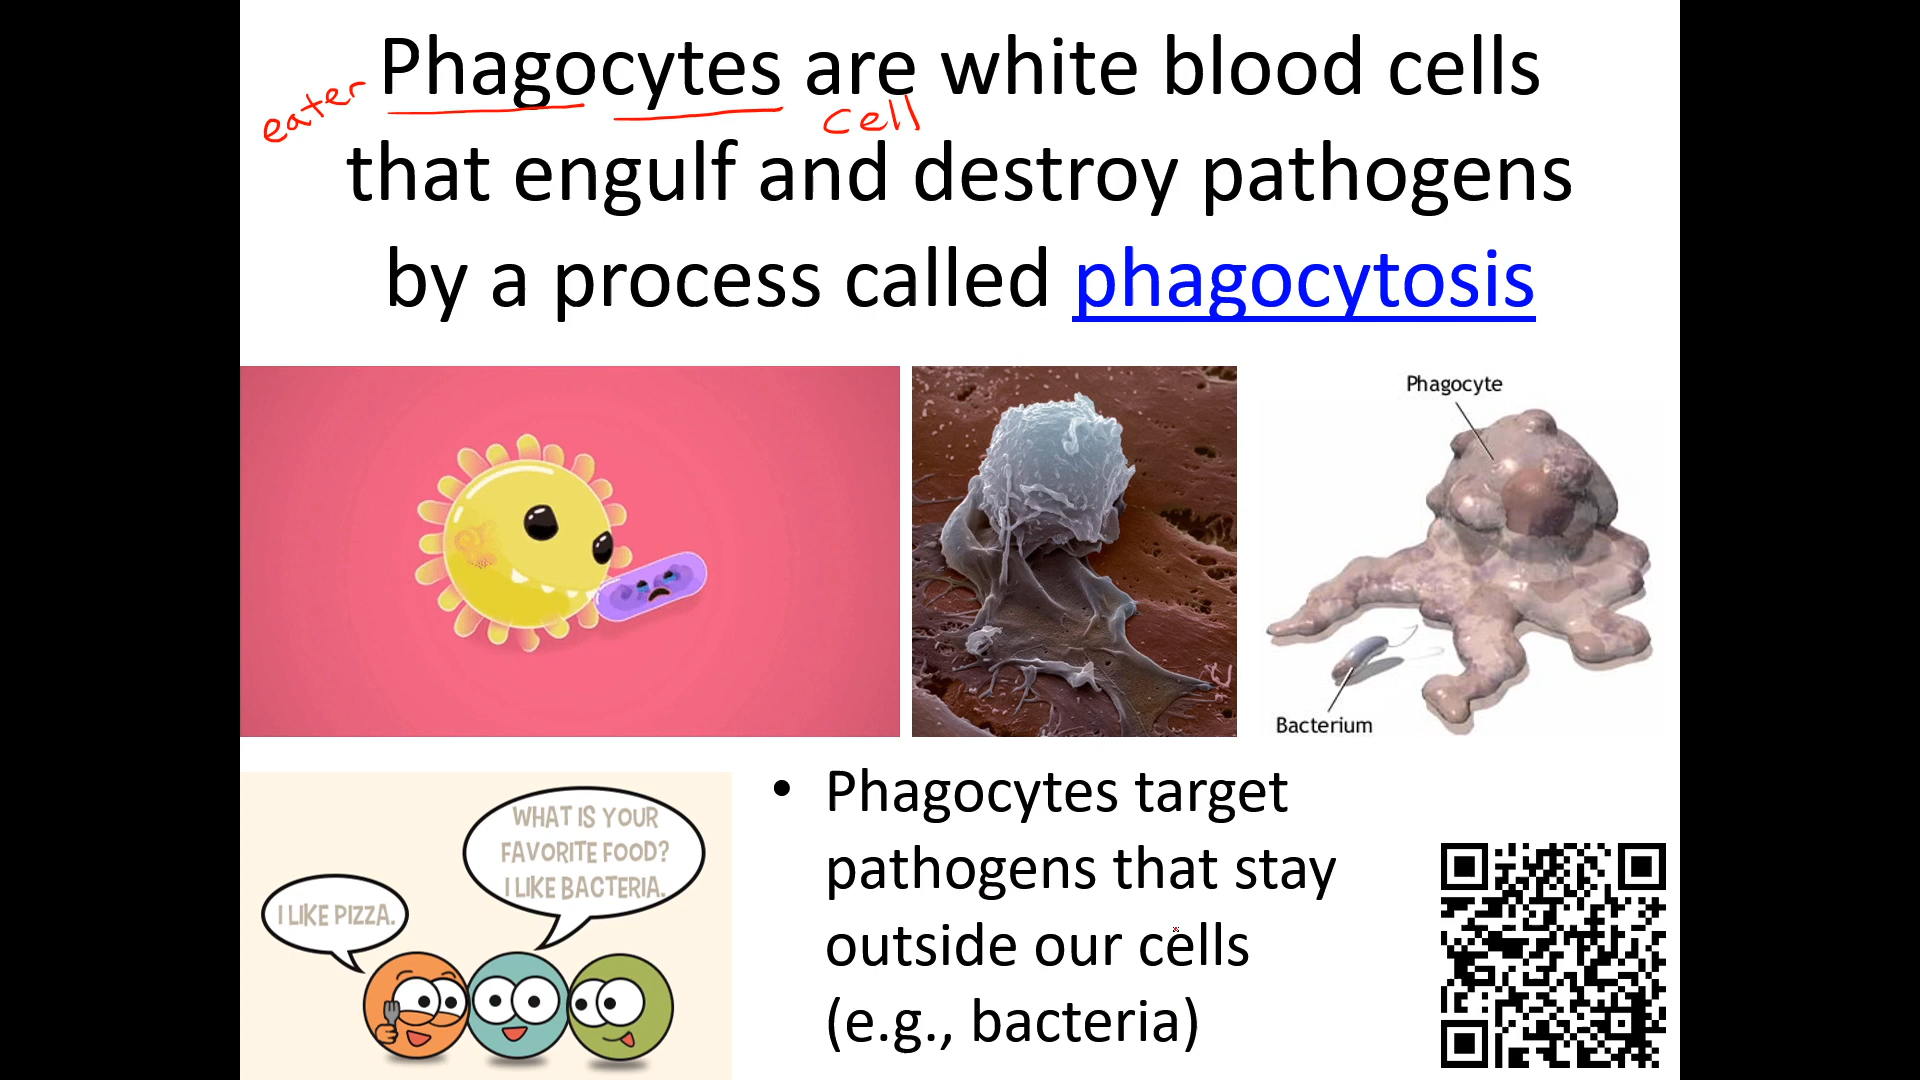 Phagocytes are white blood cells
eater
cell
that engulf and destroy pathogens
by a process called phagocytosis
Phagocyte
Bacterium
WHAT IS YOUR
FAVORITE FOOD?
I LIKE BACTERIA.
I LIKE PIZZA.
• Phagocytes target
pathogens that stay
outside our cells
(e.g., bacteria)